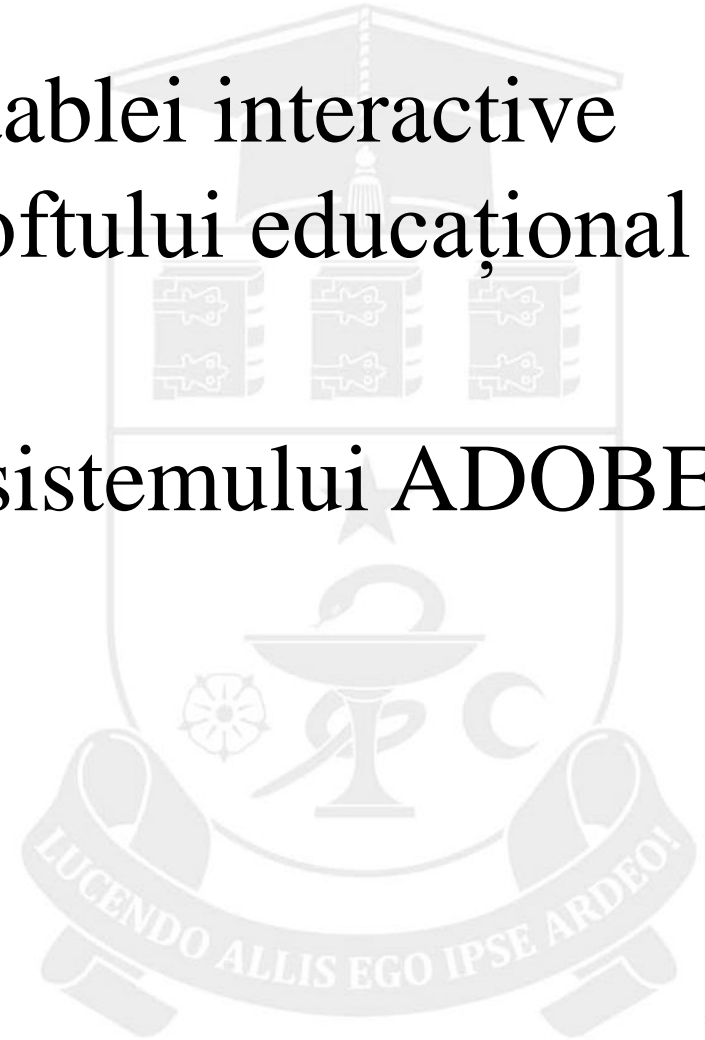 ablei interactive
oftului educațional
sistemului ADOBE
LUCENDO ALLIS EGO IPSE ARDEO!